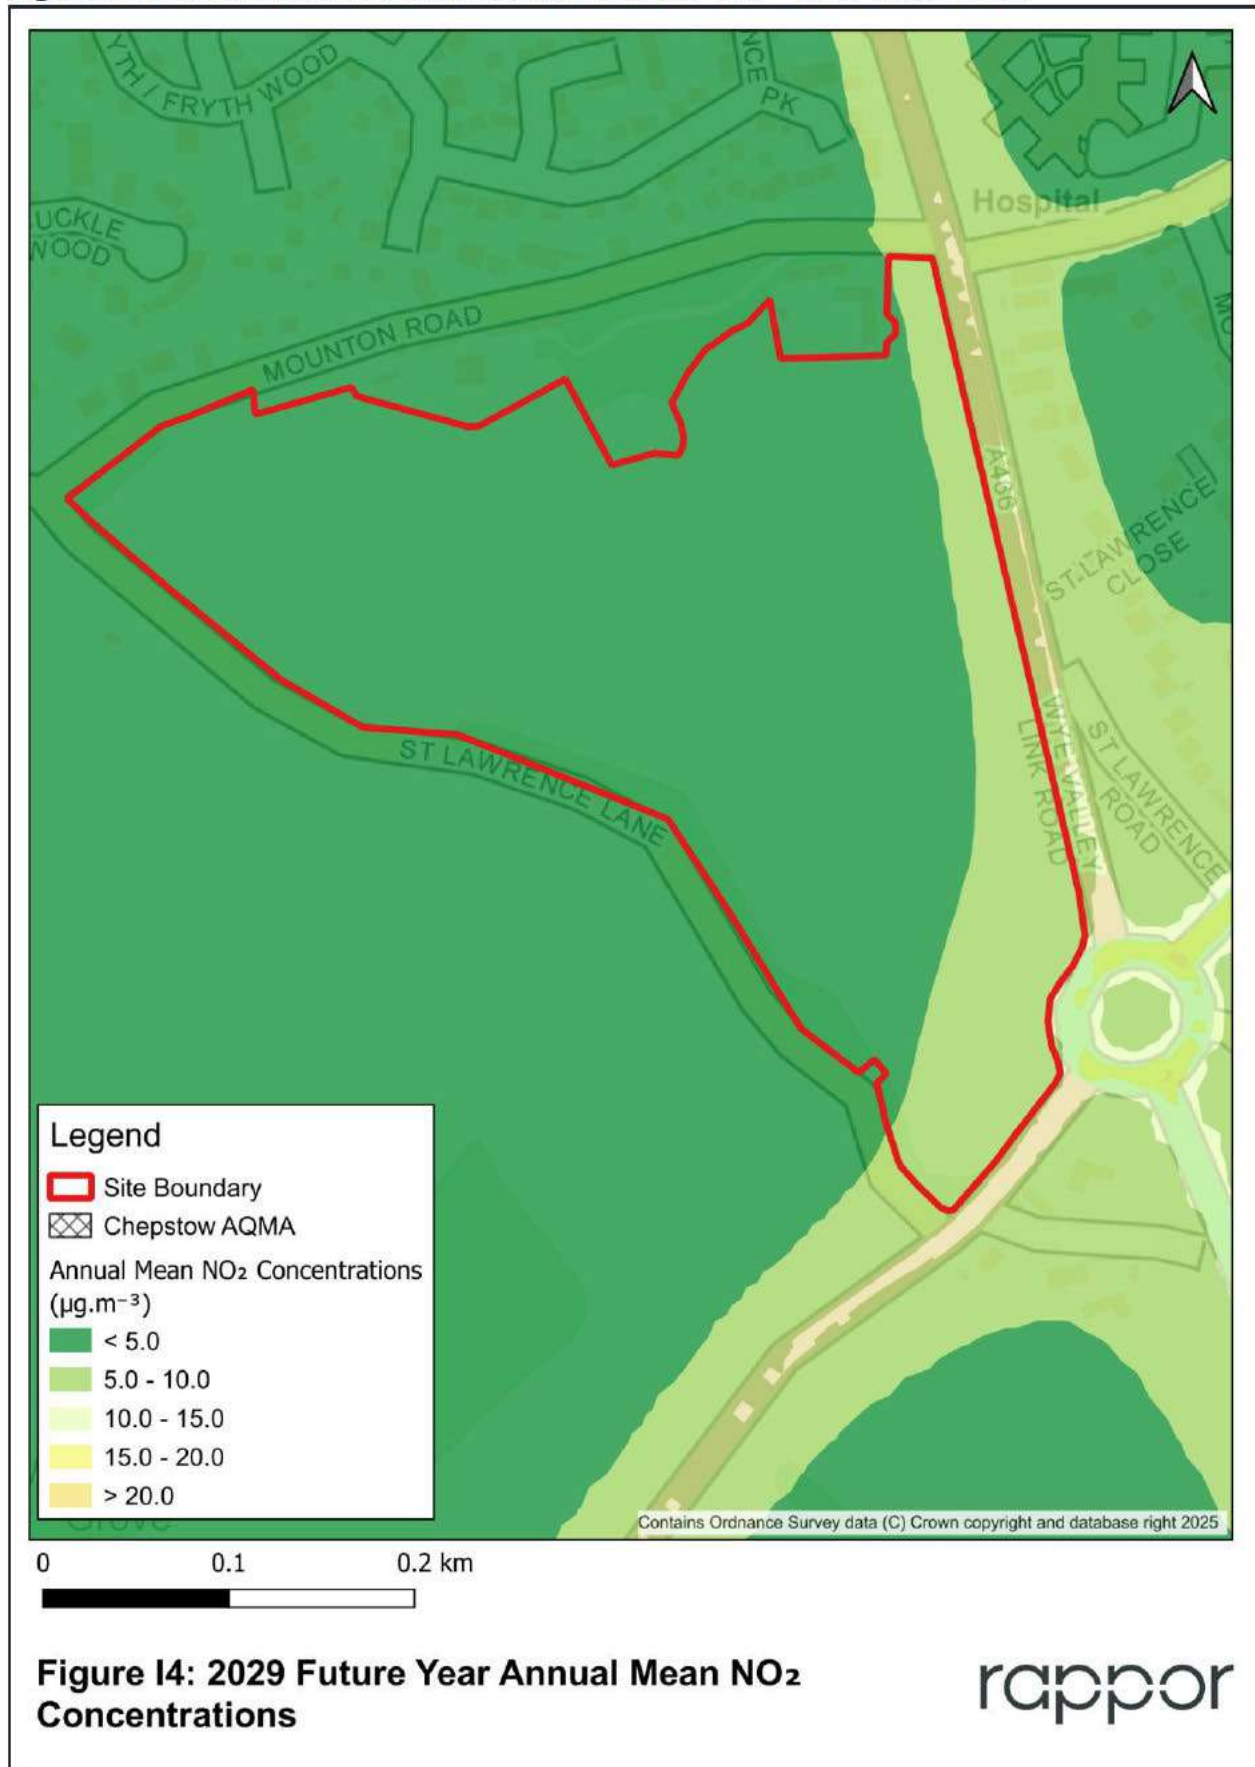 YTH / FRYTH WOOD
NCE PK
UCKLE
WOOD
Hospital
MOUNTON ROAD
A466
ST LAWRENCE
CLOSE
WYE VALLEY
LINK ROAD
ST LAWRENCE
ROAD
ST LAWRENCE LANE
Legend
Site Boundary
Chepstow AQMA
Annual Mean NO₂ Concentrations
(µg.m⁻³)
< 5.0
5.0 - 10.0
10.0 - 15.0
15.0 - 20.0
> 20.0
Contains Ordnance Survey data (C) Crown copyright and database right 2025
0 0.1 0.2 km
Figure I4: 2029 Future Year Annual Mean NO₂
Concentrations
rappor